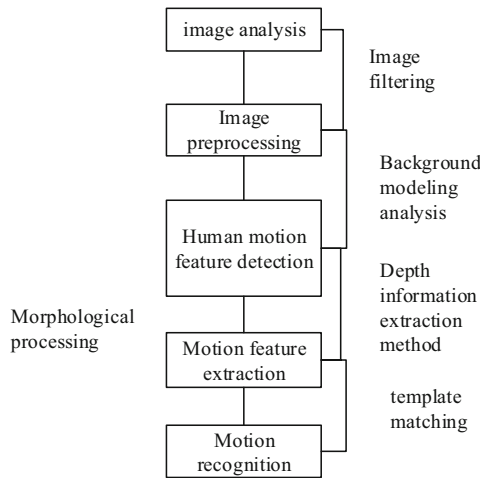 image analysis
Image
filtering
Image
preprocessing
Background
modeling
analysis
Human motion
feature detection
Depth
information
extraction
method
Morphological
processing
Motion feature
extraction
template
matching
Motion
recognition